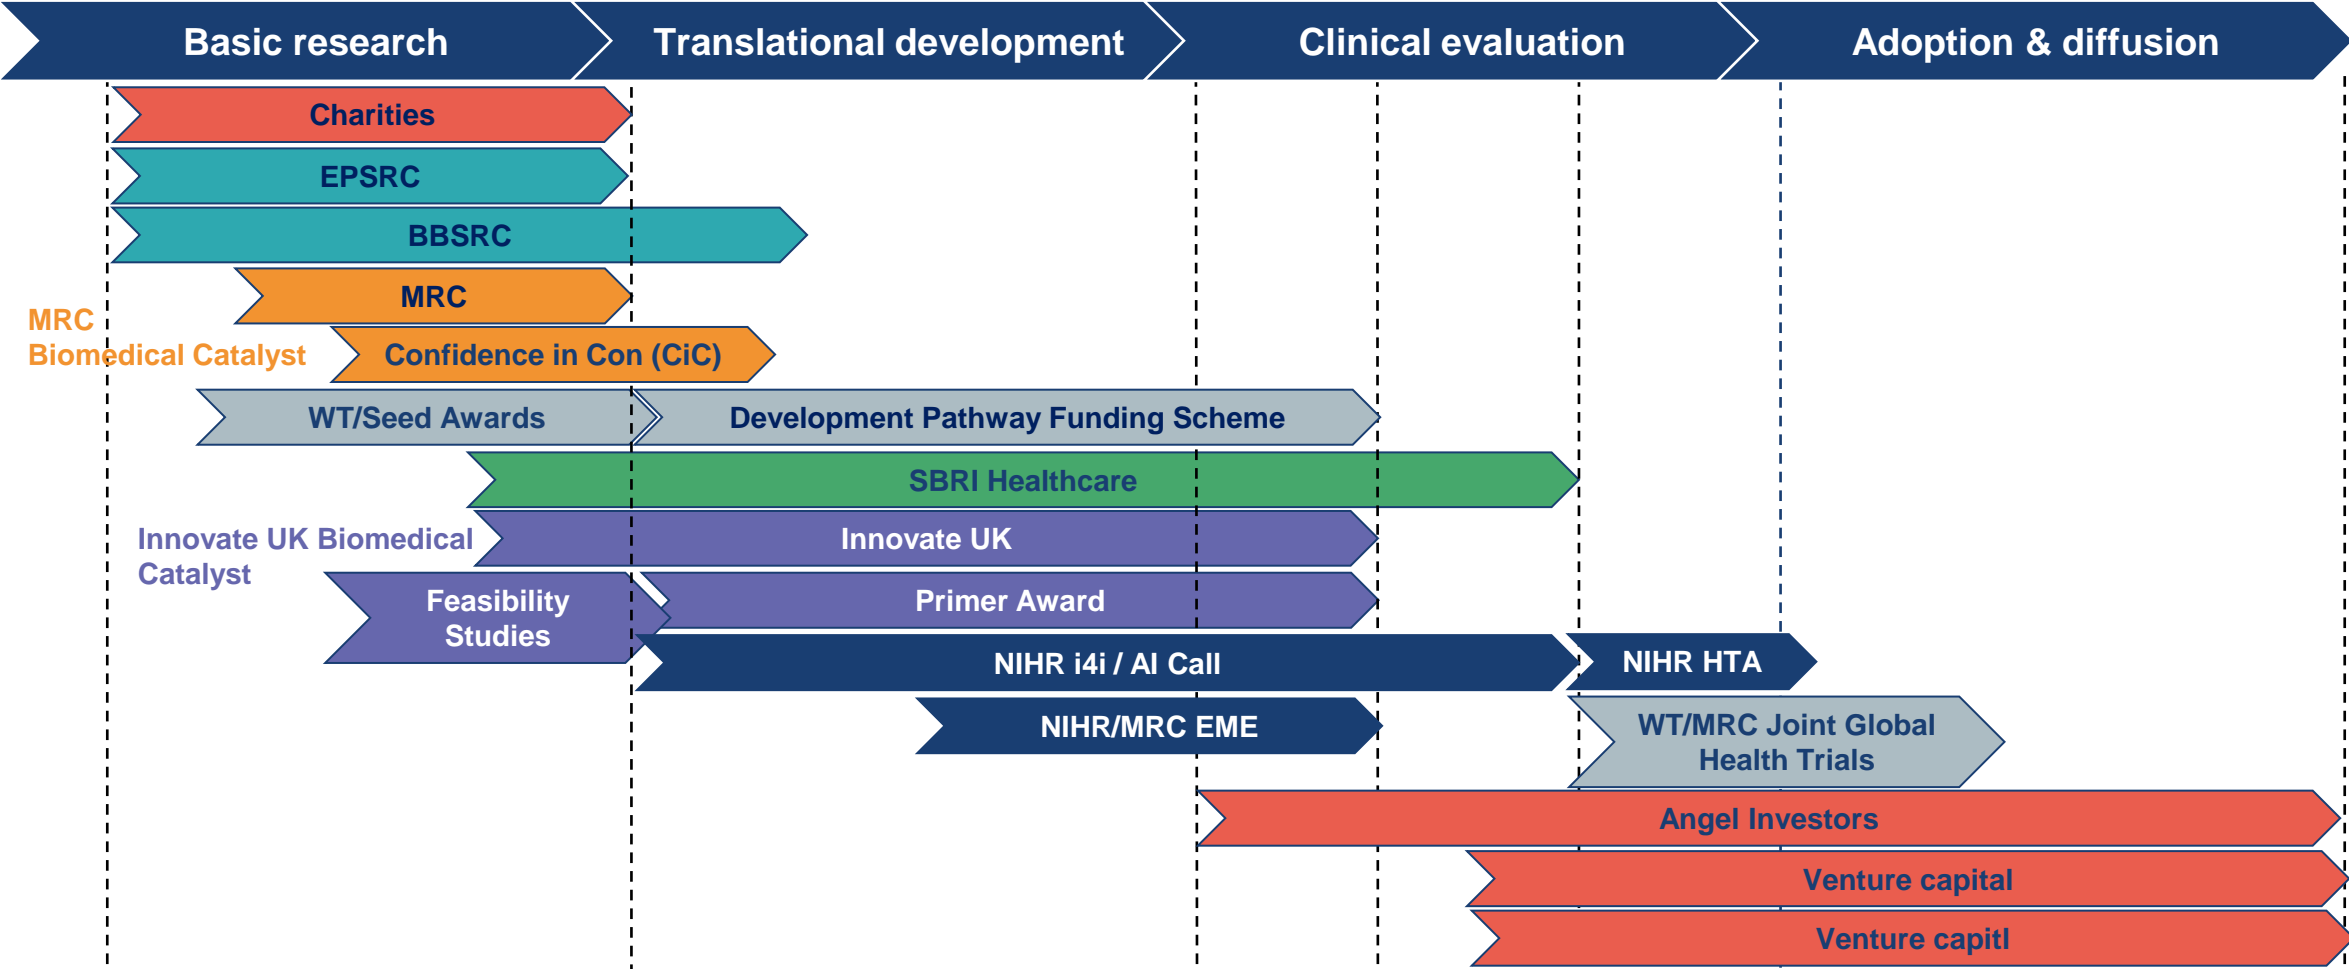 Basic research
Translational development
Clinical evaluation
Adoption & diffusion
Charities
EPSRC
BBSRC
MRC
MRC
Biomedical Catalyst
Confidence in Con (CiC)
WT/Seed Awards
Development Pathway Funding Scheme
SBRI Healthcare
Innovate UK Biomedical
Catalyst
Innovate UK
Feasibility
Studies
Primer Award
NIHR i4i / AI Call
NIHR HTA
NIHR/MRC EME
WT/MRC Joint Global
Health Trials
Angel Investors
Venture capital
Venture capitl